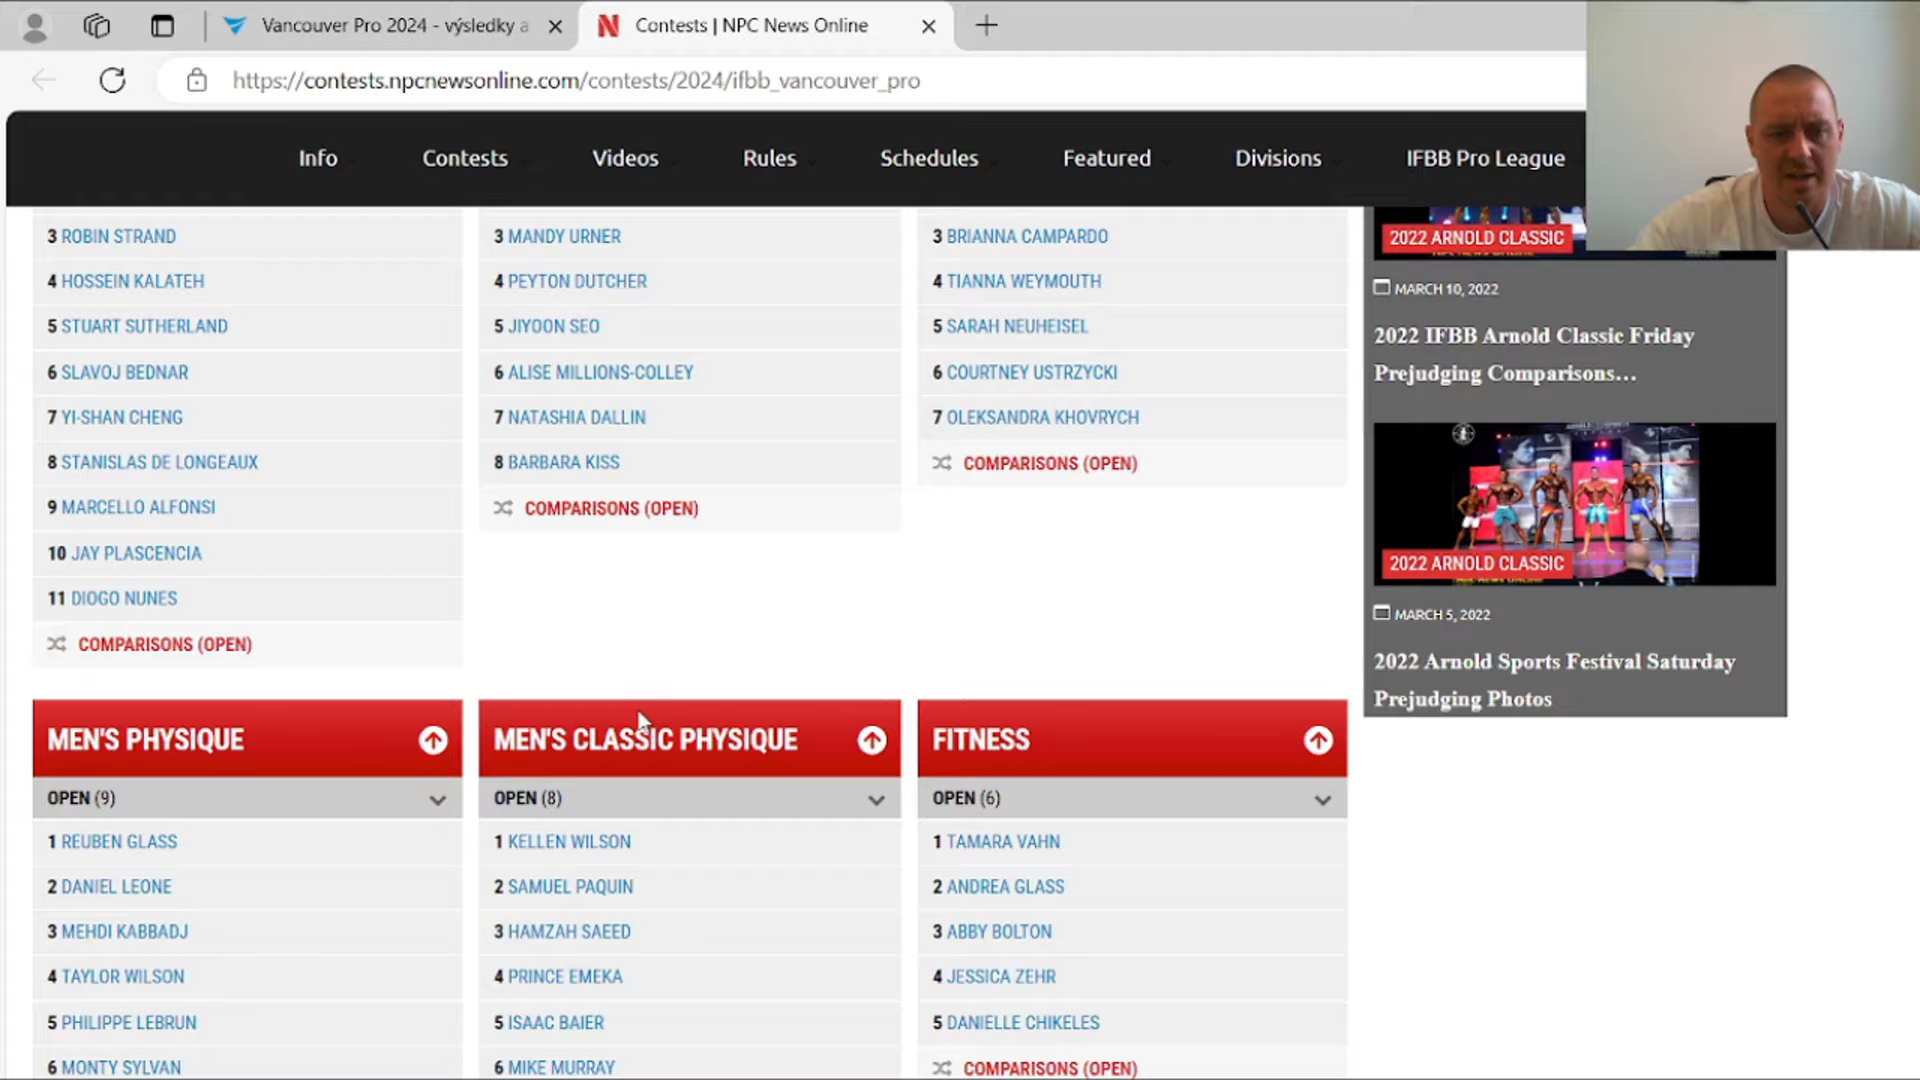 Vancouver Pro 2024 - výsledky a
Contests | NPC News Online
https://contests.npcnewsonline.com/contests/2024/ifbb_vancouver_pro
Info
Contests
Videos
Rules
Schedules
Featured
Divisions
IFBB Pro League
3 ROBIN STRAND
4 HOSSEIN KALATEH
5 STUART SUTHERLAND
6 SLAVOJ BEDNAR
7 YI-SHAN CHENG
8 STANISLAS DE LONGEAUX
9 MARCELLO ALFONSI
10 JAY PLASCENCIA
11 DIOGO NUNES
COMPARISONS (OPEN)
3 MANDY URNER
4 PEYTON DUTCHER
5 JIYOON SEO
6 ALISE MILLIONS-COLLEY
7 NATASHIA DALLIN
8 BARBARA KISS
COMPARISONS (OPEN)
3 BRIANNA CAMPARDO
4 TIANNA WEYMOUTH
5 SARAH NEUHEISEL
6 COURTNEY USTRZYCKI
7 OLEKSANDRA KHOVRYCH
COMPARISONS (OPEN)
2022 ARNOLD CLASSIC
MARCH 10, 2022
2022 IFBB Arnold Classic Friday
Prejudging Comparisons...
2022 ARNOLD CLASSIC
MARCH 5, 2022
2022 Arnold Sports Festival Saturday
Prejudging Photos
MEN'S PHYSIQUE
OPEN (9)
1 REUBEN GLASS
2 DANIEL LEONE
3 MEHDI KABBADJ
4 TAYLOR WILSON
5 PHILIPPE LEBRUN
6 MONTY SYLVAN
MEN'S CLASSIC PHYSIQUE
OPEN (8)
1 KELLEN WILSON
2 SAMUEL PAQUIN
3 HAMZAH SAEED
4 PRINCE EMEKA
5 ISAAC BAIER
6 MIKE MURRAY
FITNESS
OPEN (6)
1 TAMARA VAHN
2 ANDREA GLASS
3 ABBY BOLTON
4 JESSICA ZEHR
5 DANIELLE CHIKELES
COMPARISONS (OPEN)